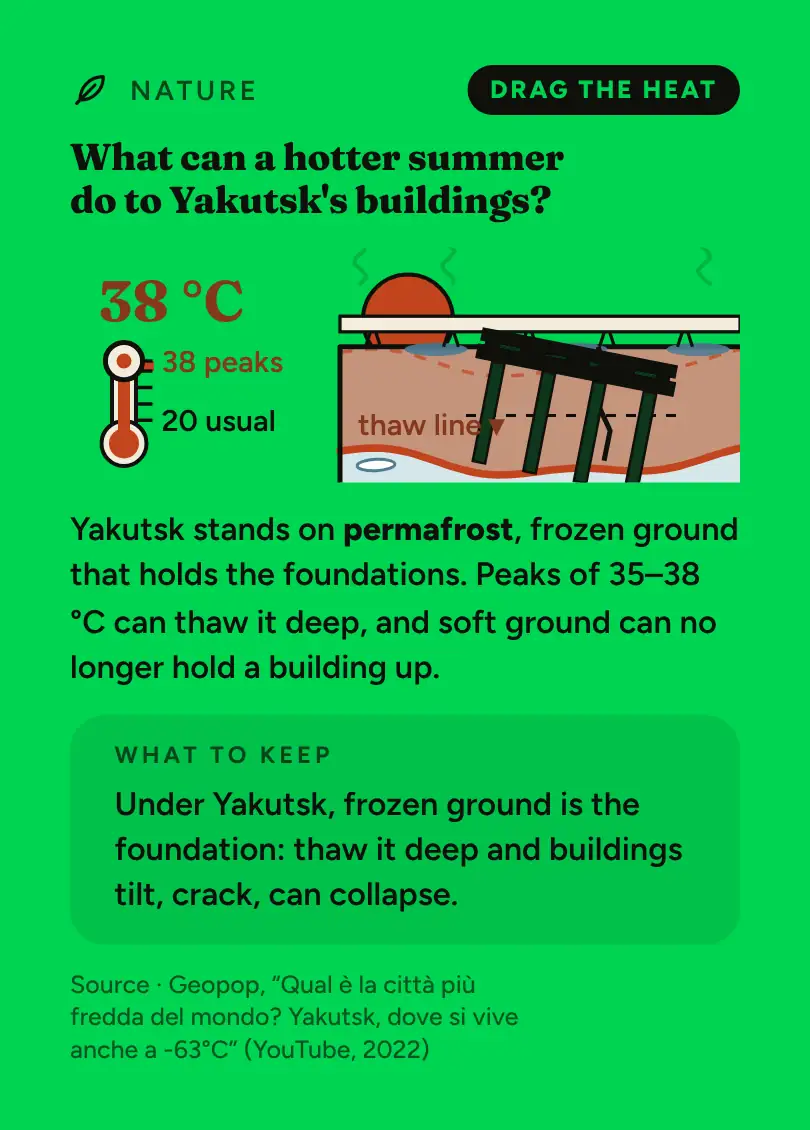 NATURE
DRAG THE HEAT
What can a hotter summer
do to Yakutsk's buildings?
38 °C
38 peaks
20 usual
thaw line ▼
Yakutsk stands on permafrost, frozen ground
that holds the foundations. Peaks of 35–38
°C can thaw it deep, and soft ground can no
longer hold a building up.
WHAT TO KEEP
Under Yakutsk, frozen ground is the
foundation: thaw it deep and buildings
tilt, crack, can collapse.
Source · Geopop, “Qual è la città più
fredda del mondo? Yakutsk, dove si vive
anche a -63°C” (YouTube, 2022)